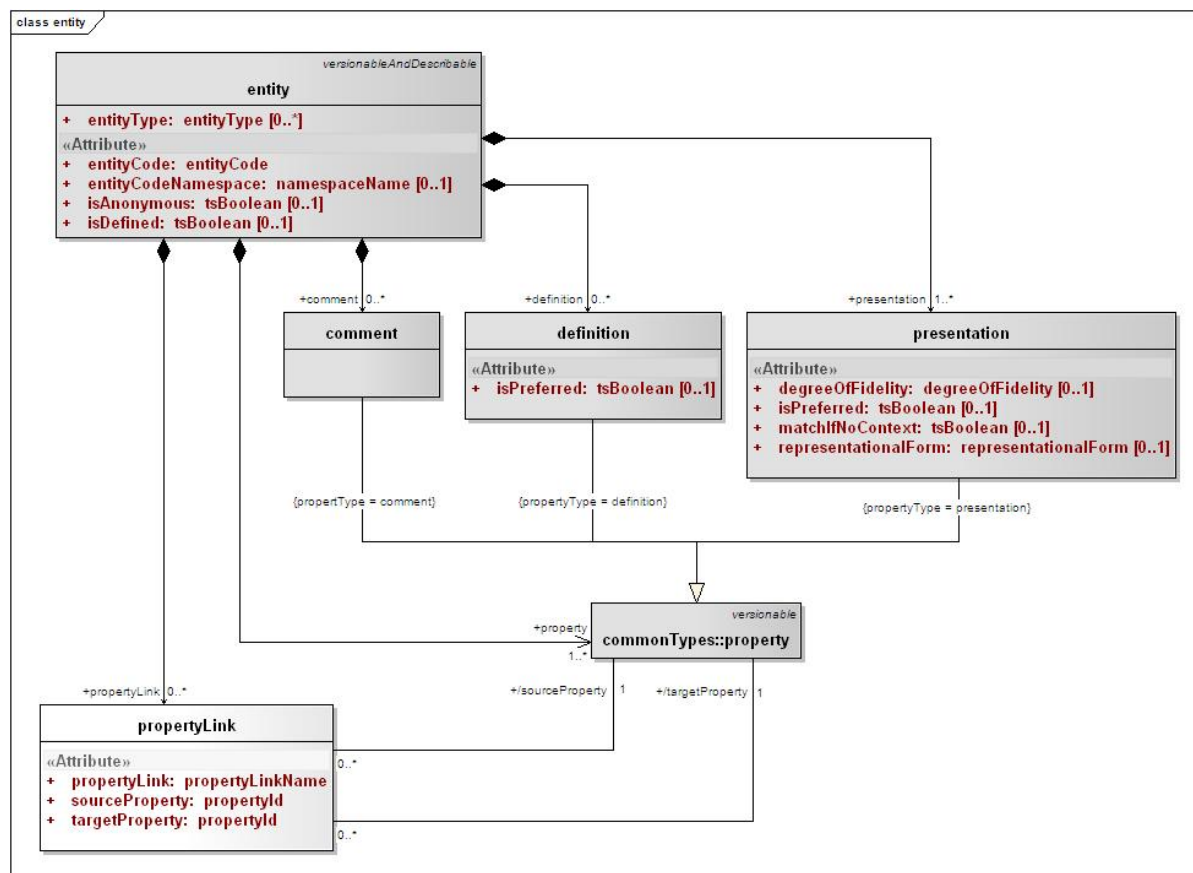 class entity
versionableAndDescribable
entity
+ entityType: entityType [0..*]
«Attribute»
+ entityCode: entityCode
+ entityCodeNamespace: namespaceName [0..1]
+ isAnonymous: tsBoolean [0..1]
+ isDefined: tsBoolean [0..1]
+comment 0..*
+definition 0..*
+presentation 1..*
comment
definition
«Attribute»
+ isPreferred: tsBoolean [0..1]
presentation
«Attribute»
+ degreeOfFidelity: degreeOfFidelity [0..1]
+ isPreferred: tsBoolean [0..1]
+ matchIfNoContext: tsBoolean [0..1]
+ representationalForm: representationalForm [0..1]
{propertType = comment}
{propertyType = definition}
{propertyType = presentation}
versionable
commonTypes::property
+property
1..*
+/sourceProperty 1
+/targetProperty 1
+propertyLink 0..*
propertyLink
«Attribute»
+ propertyLink: propertyLinkName
+ sourceProperty: propertyId
+ targetProperty: propertyId
0..*
0..*